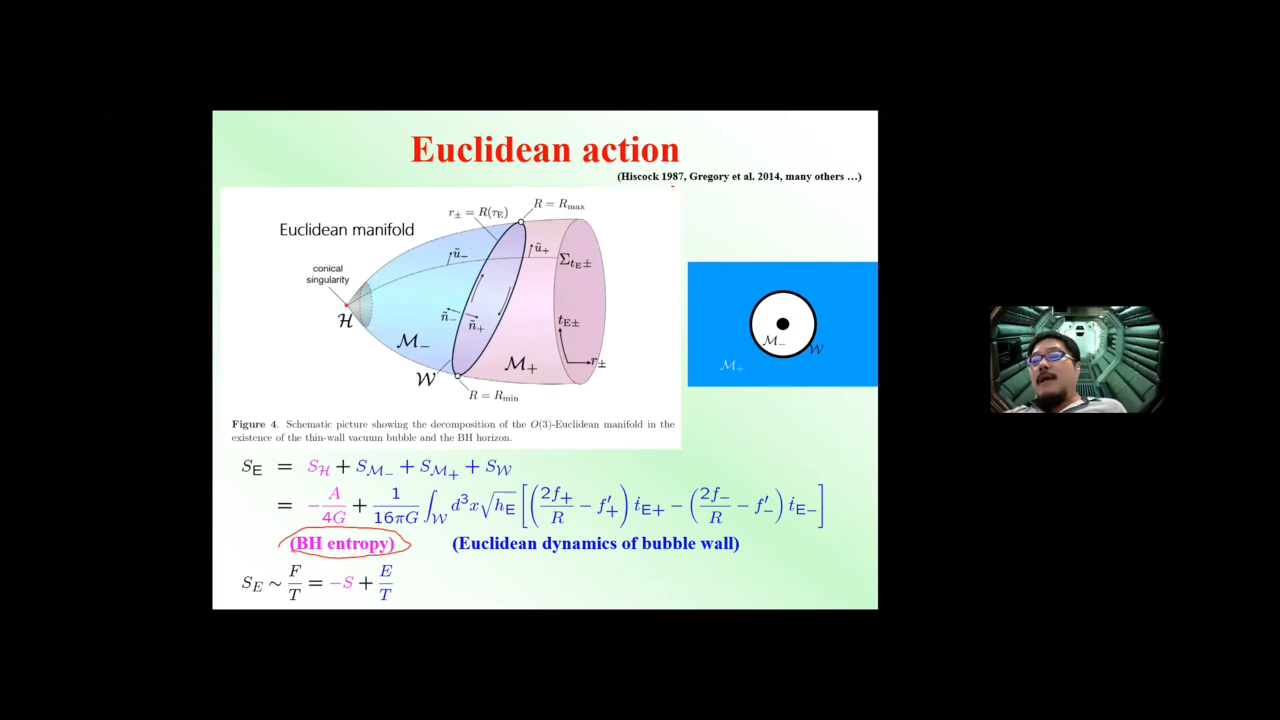 Euclidean action
(Hiscock 1987, Gregory et al. 2014, many others …)
Euclidean manifold
r± = R(τE)
R = Rmax
conical
singularity
ũ−
ũ+
ΣtE±
H
ñ−
ñ+
tE±
r±
M−
M+
W
R = Rmin
M−
W
M+
Figure 4. Schematic picture showing the decomposition of the O(3)-Euclidean manifold in the
existence of the thin-wall vacuum bubble and the BH horizon.
SE = SH + SM− + SM+ + SW
= − A/4G + 1/16πG ∫W d³x √hE [(2f+/R − f′+) ṫE+ − (2f−/R − f′−) ṫE−]
(BH entropy) (Euclidean dynamics of bubble wall)
SE ∼ F/T = −S + E/T